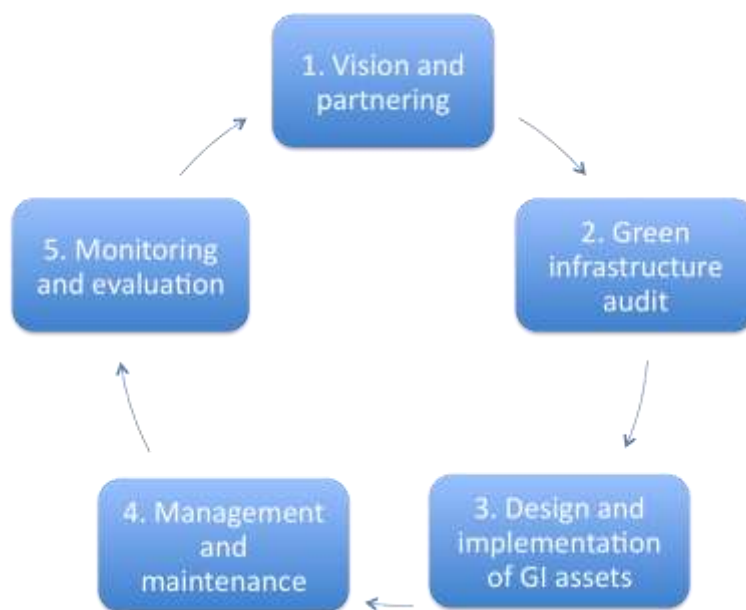 1. Vision and
partnering
2. Green
infrastructure
audit
3. Design and
implementation
of GI assets
4. Management
and
maintenance
5. Monitoring
and evaluation